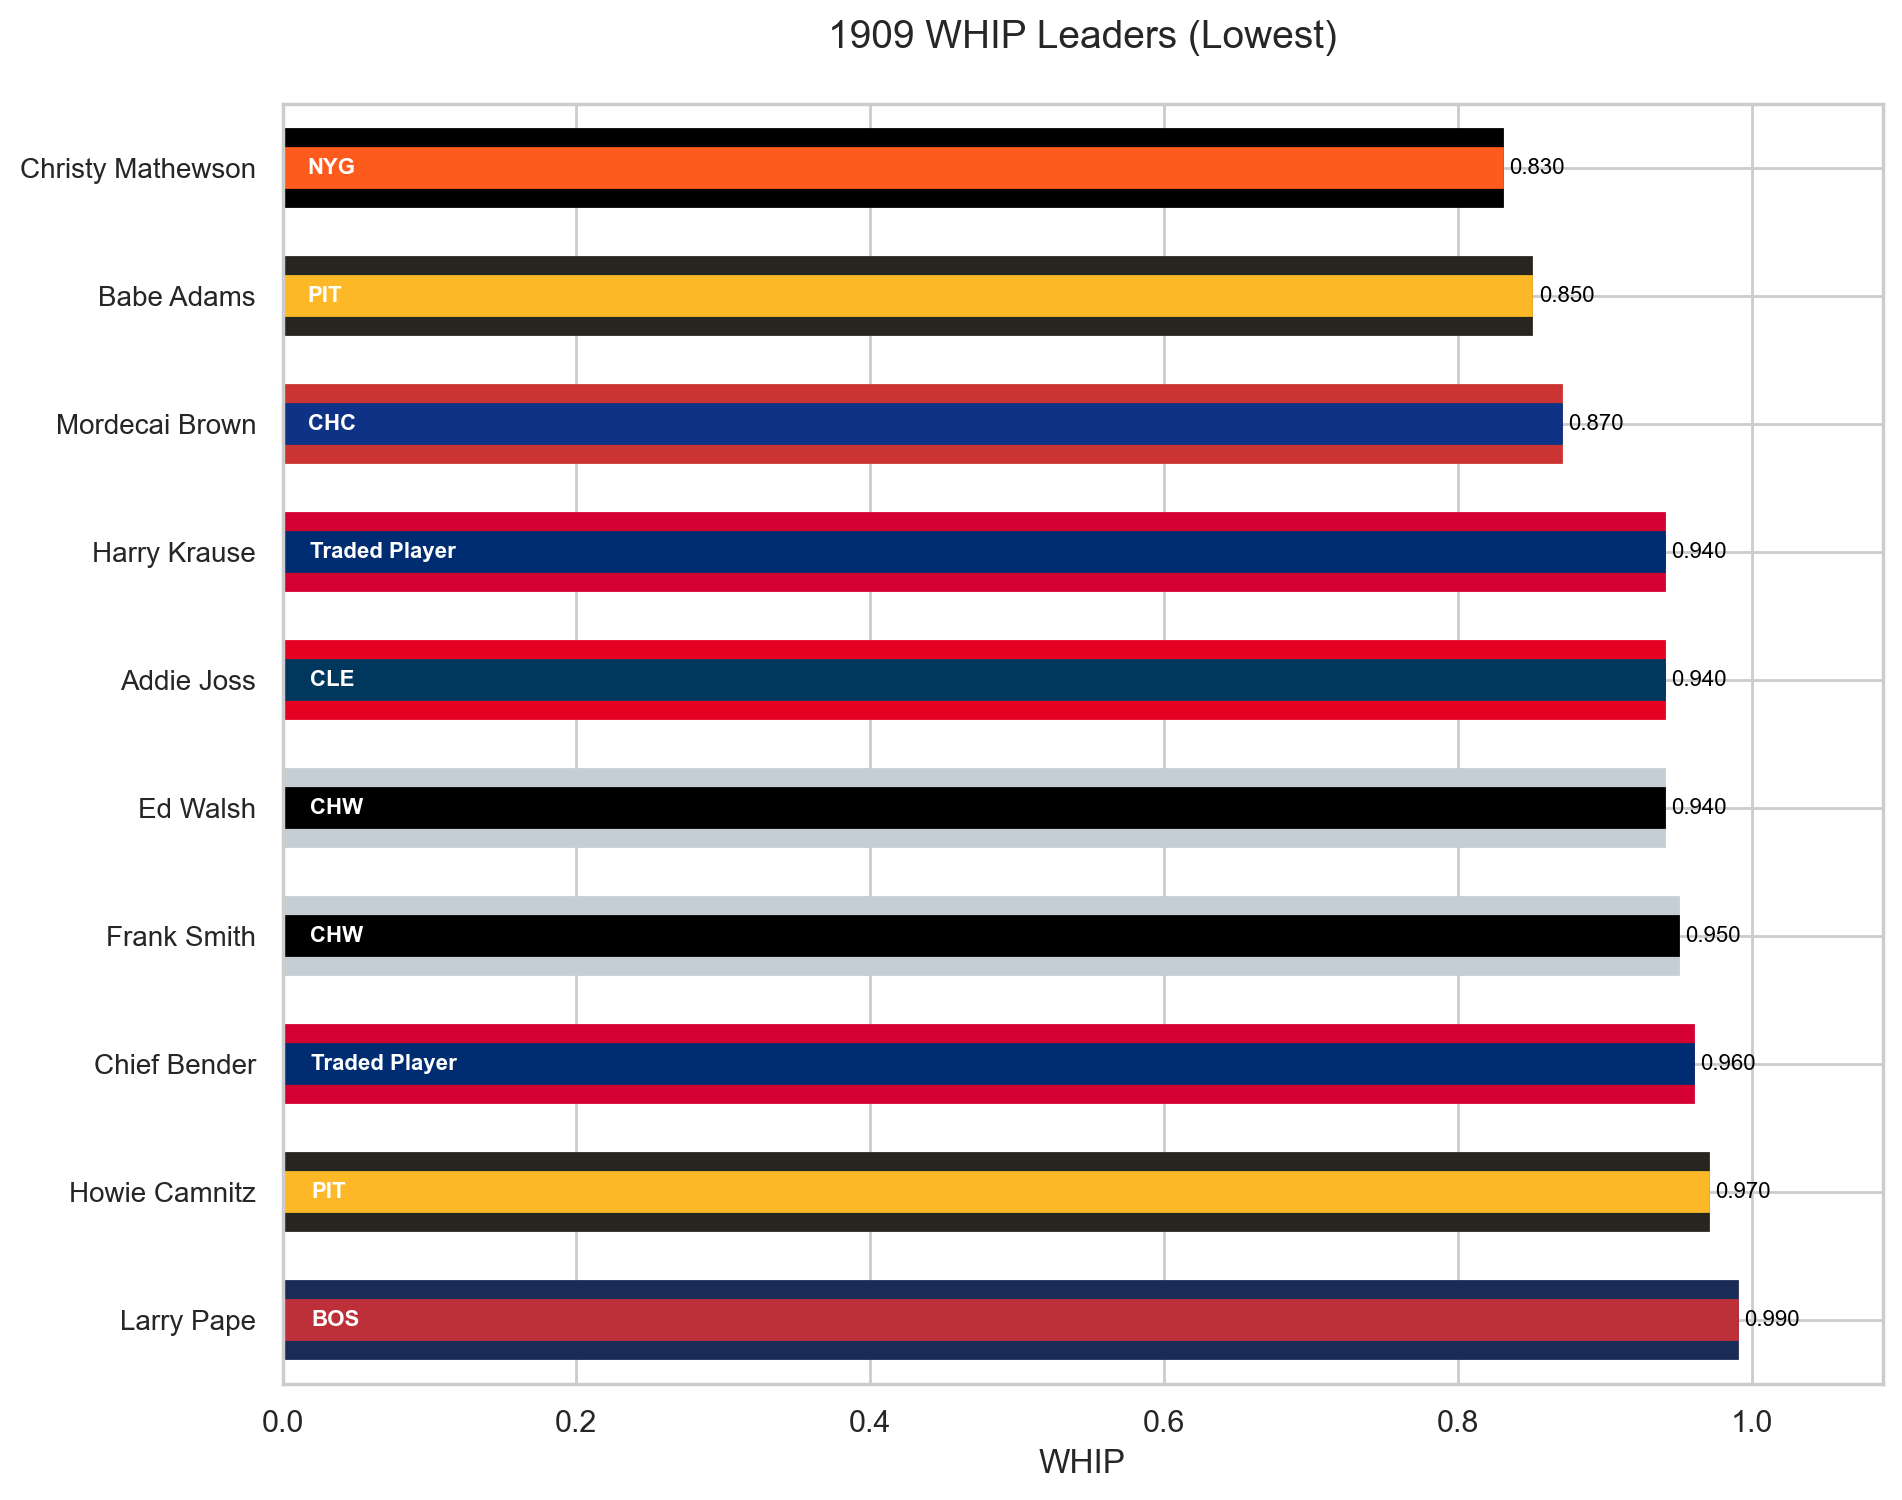 1909 WHIP Leaders (Lowest)
Christy Mathewson NYG 0.830
Babe Adams PIT 0.850
Mordecai Brown CHC 0.870
Harry Krause Traded Player 0.940
Addie Joss CLE 0.940
Ed Walsh CHW 0.940
Frank Smith CHW 0.950
Chief Bender Traded Player 0.960
Howie Camnitz PIT 0.970
Larry Pape BOS 0.990
0.0 0.2 0.4 0.6 0.8 1.0
WHIP